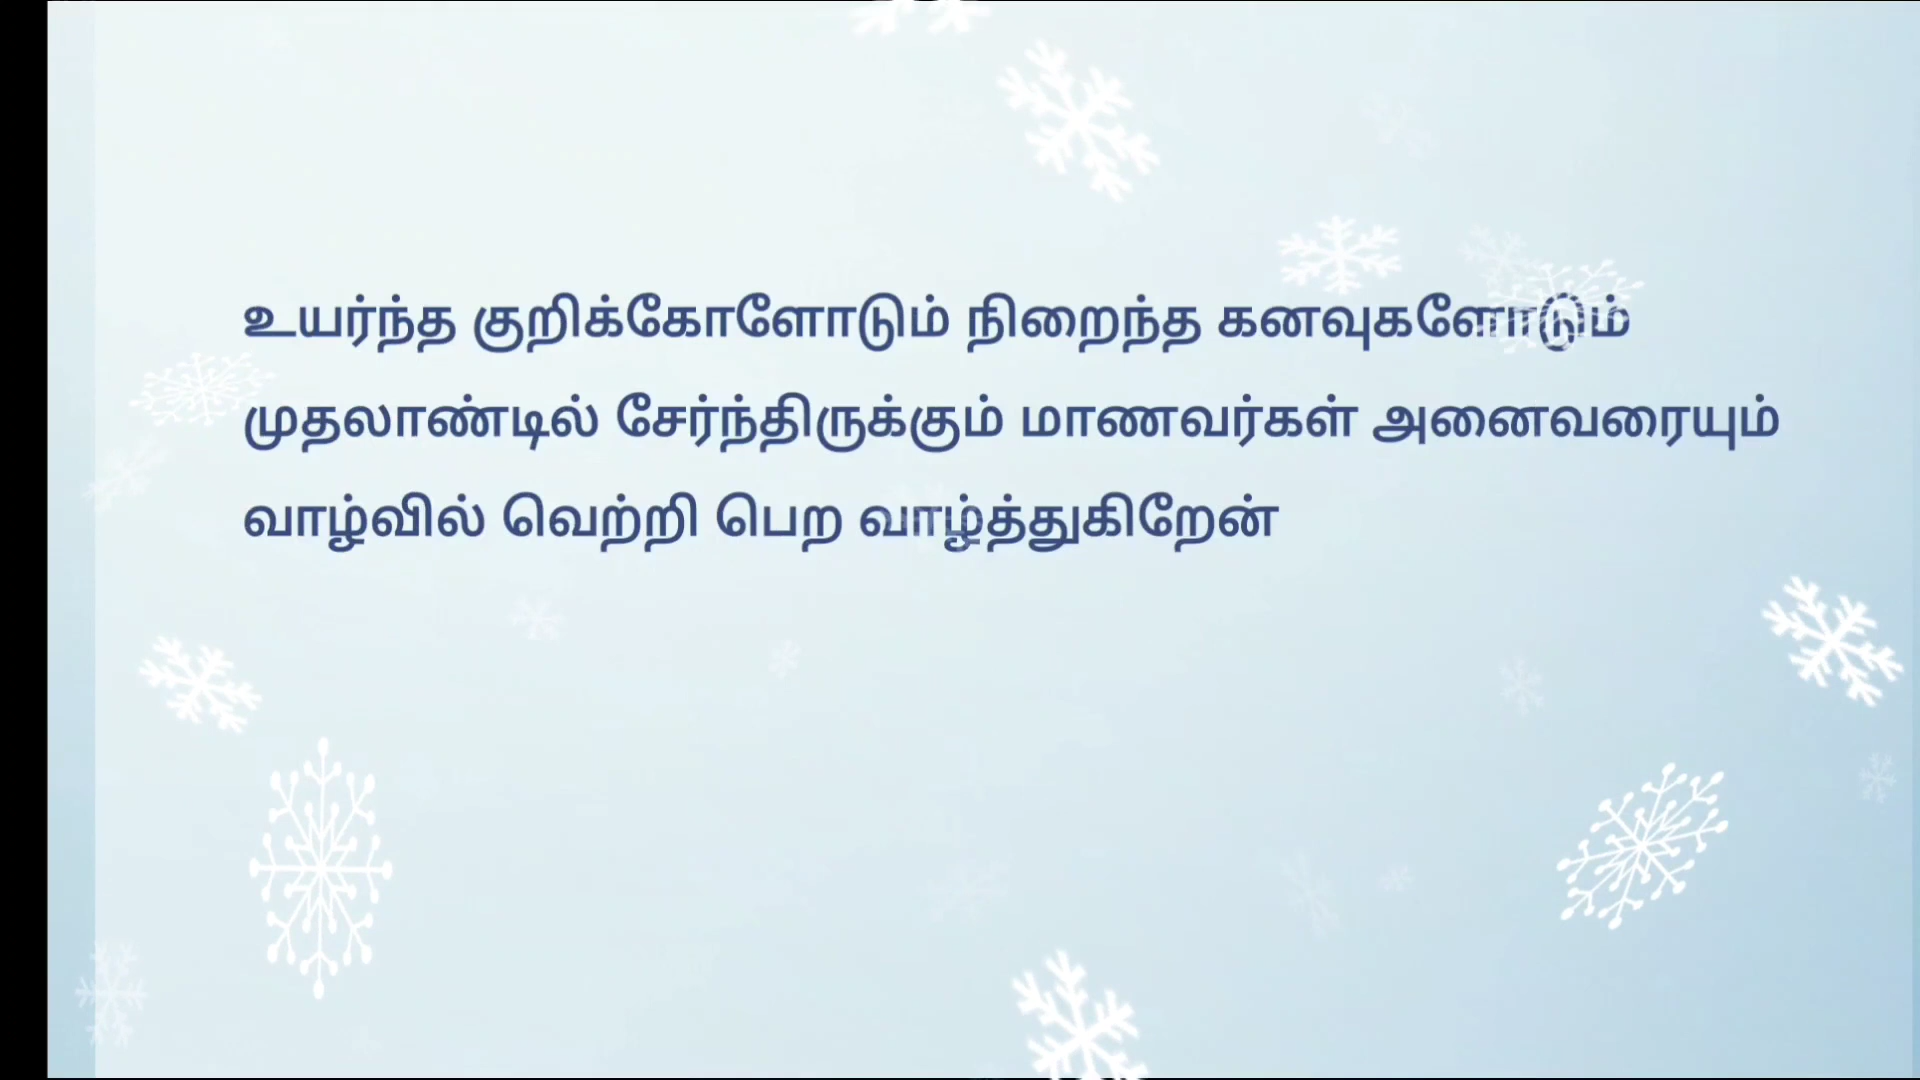 உயர்ந்த குறிக்கோளோடும் நிறைந்த கனவுகளோடும்
முதலாண்டில் சேர்ந்திருக்கும் மாணவர்கள் அனைவரையும்
வாழ்வில் வெற்றி பெற வாழ்த்துகிறேன்